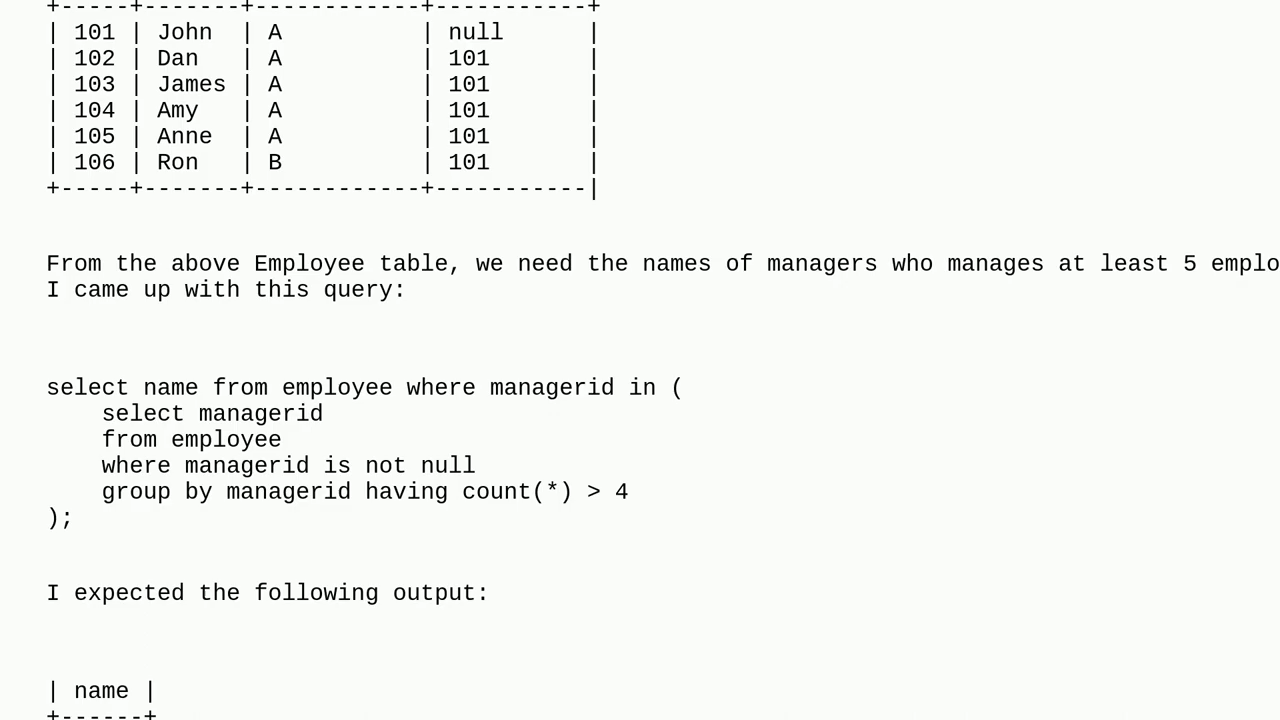 +-----+-------+------------+-----------+
| 101 | John  | A          | null      |
| 102 | Dan   | A          | 101       |
| 103 | James | A          | 101       |
| 104 | Amy   | A          | 101       |
| 105 | Anne  | A          | 101       |
| 106 | Ron   | B          | 101       |
+-----+-------+------------+-----------|
From the above Employee table, we need the names of managers who manages at least 5 emplo
I came up with this query:
select name from employee where managerid in (
    select managerid
    from employee
    where managerid is not null
    group by managerid having count(*) > 4
);
I expected the following output:
| name |
+------+